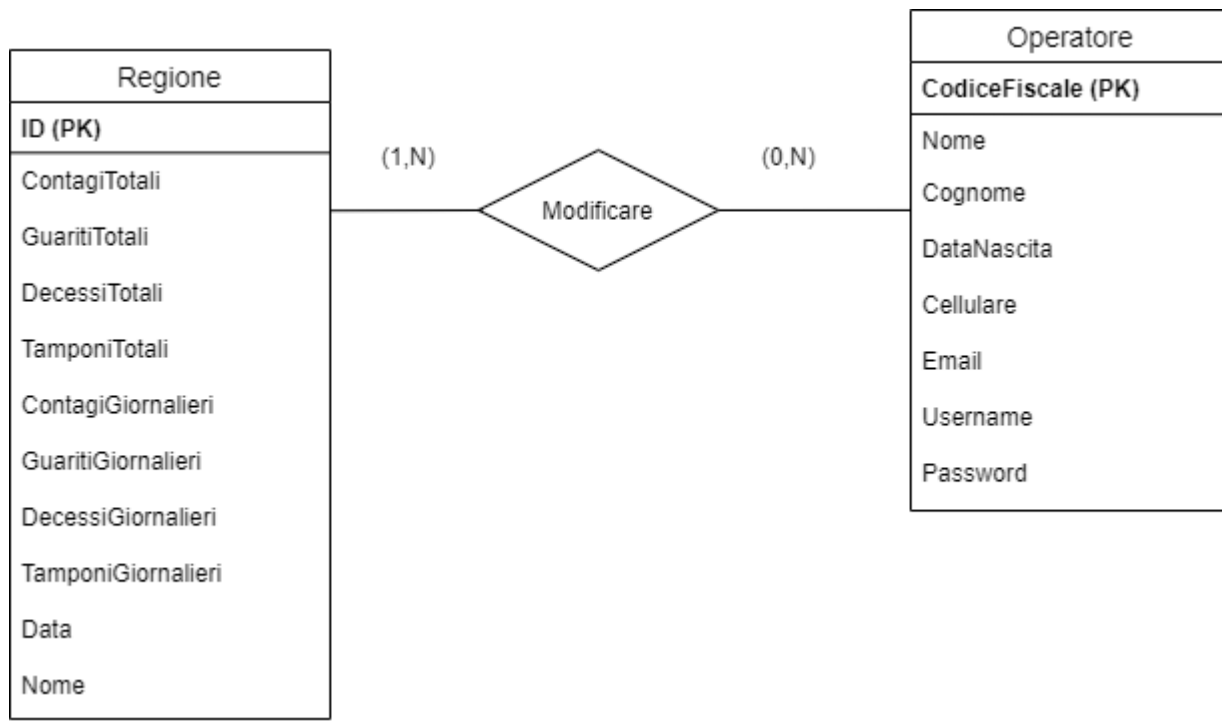 Regione
ID (PK)
ContagiTotali
GuaritiTotali
DecessiTotali
TamponiTotali
ContagiGiornalieri
GuaritiGiornalieri
DecessiGiornalieri
TamponiGiornalieri
Data
Nome
(1,N)
Modificare
(0,N)
Operatore
CodiceFiscale (PK)
Nome
Cognome
DataNascita
Cellulare
Email
Username
Password